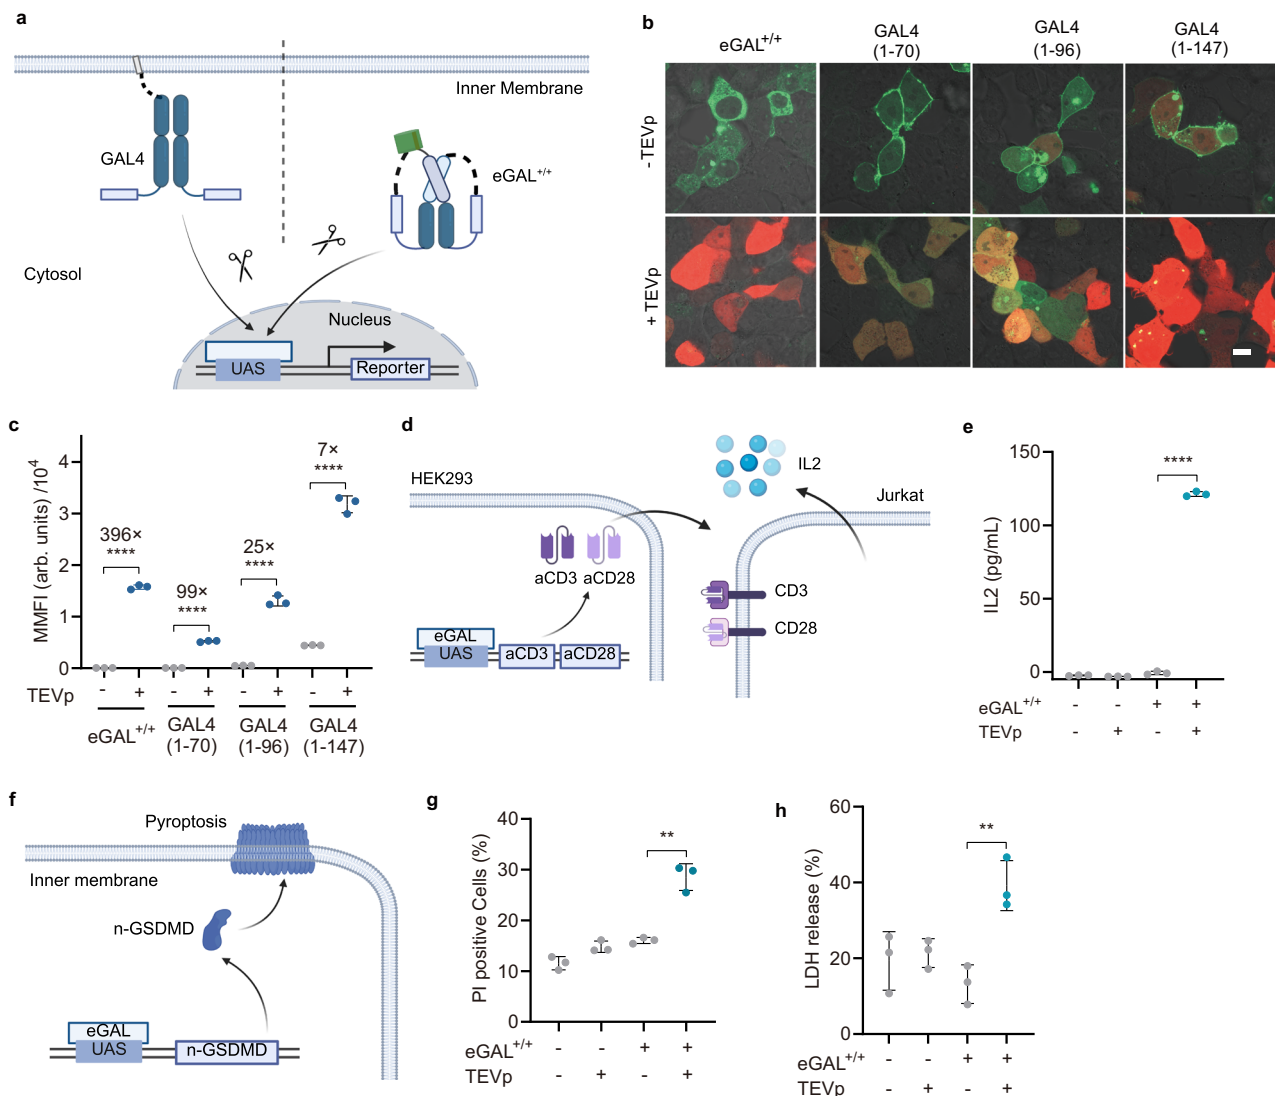 a
Inner Membrane
GAL4
eGAL+/+
Cytosol
Nucleus
UAS
Reporter
b
eGAL+/+
GAL4
(1-70)
GAL4
(1-96)
GAL4
(1-147)
- TEVp
+ TEVp
c
MMFI (arb. units) /10⁴
4
3
2
1
0
396×
****
99×
****
25×
****
7×
****
TEVp - + - + - + - +
eGAL+/+
GAL4
(1-70)
GAL4
(1-96)
GAL4
(1-147)
d
HEK293
IL2
Jurkat
aCD3 aCD28
CD3
CD28
eGAL
UAS aCD3 aCD28
e
IL2 (pg/mL)
150
100
50
0
****
eGAL+/+ - - + +
TEVp - + - +
f
Pyroptosis
Inner membrane
n-GSDMD
eGAL
UAS n-GSDMD
g
PI positive Cells (%)
40
30
20
10
0
**
eGAL+/+ - - + +
TEVp - + - +
h
LDH release (%)
60
40
20
0
**
eGAL+/+ - - + +
TEVp - + - +